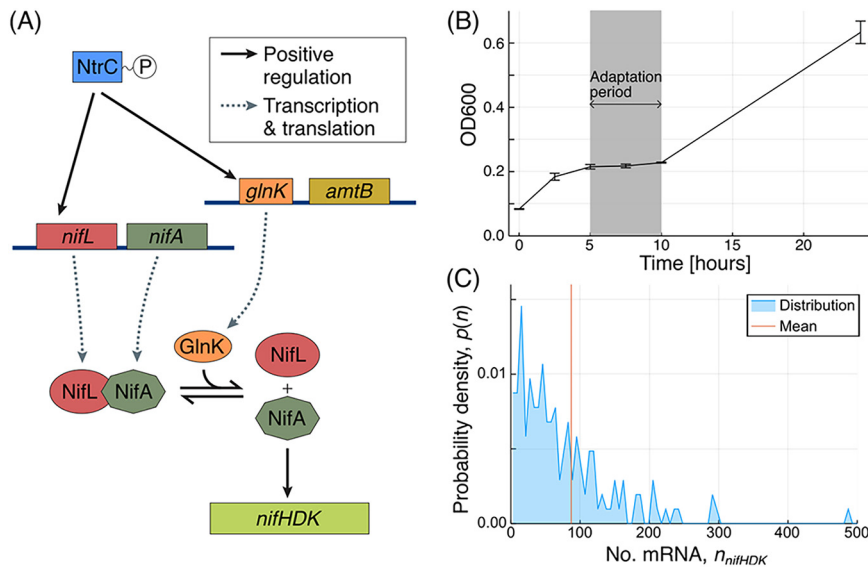 (A)
NtrC
P
Positive
regulation
Transcription
& translation
glnK
amtB
nifL
nifA
GlnK
NifL
NifL
NifA
+
NifA
nifHDK
(B)
0.6
0.4
0.2
0.0
OD600
Adaptation
period
0
5
10
15
20
Time [hours]
(C)
Distribution
Mean
0.01
0.00
Probability density, p(n)
0
100
200
300
400
500
No. mRNA, nnifHDK